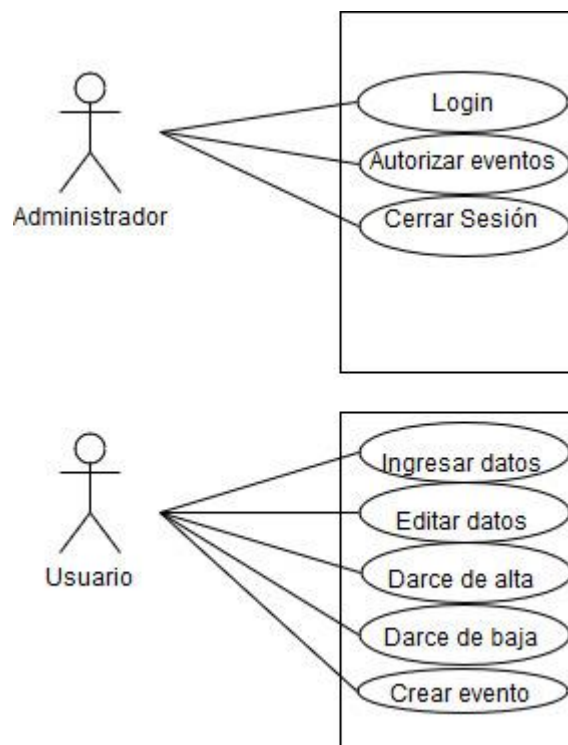 Login
Autorizar eventos
Cerrar Sesión
Administrador
Ingresar datos
Editar datos
Darce de alta
Darce de baja
Crear evento
Usuario